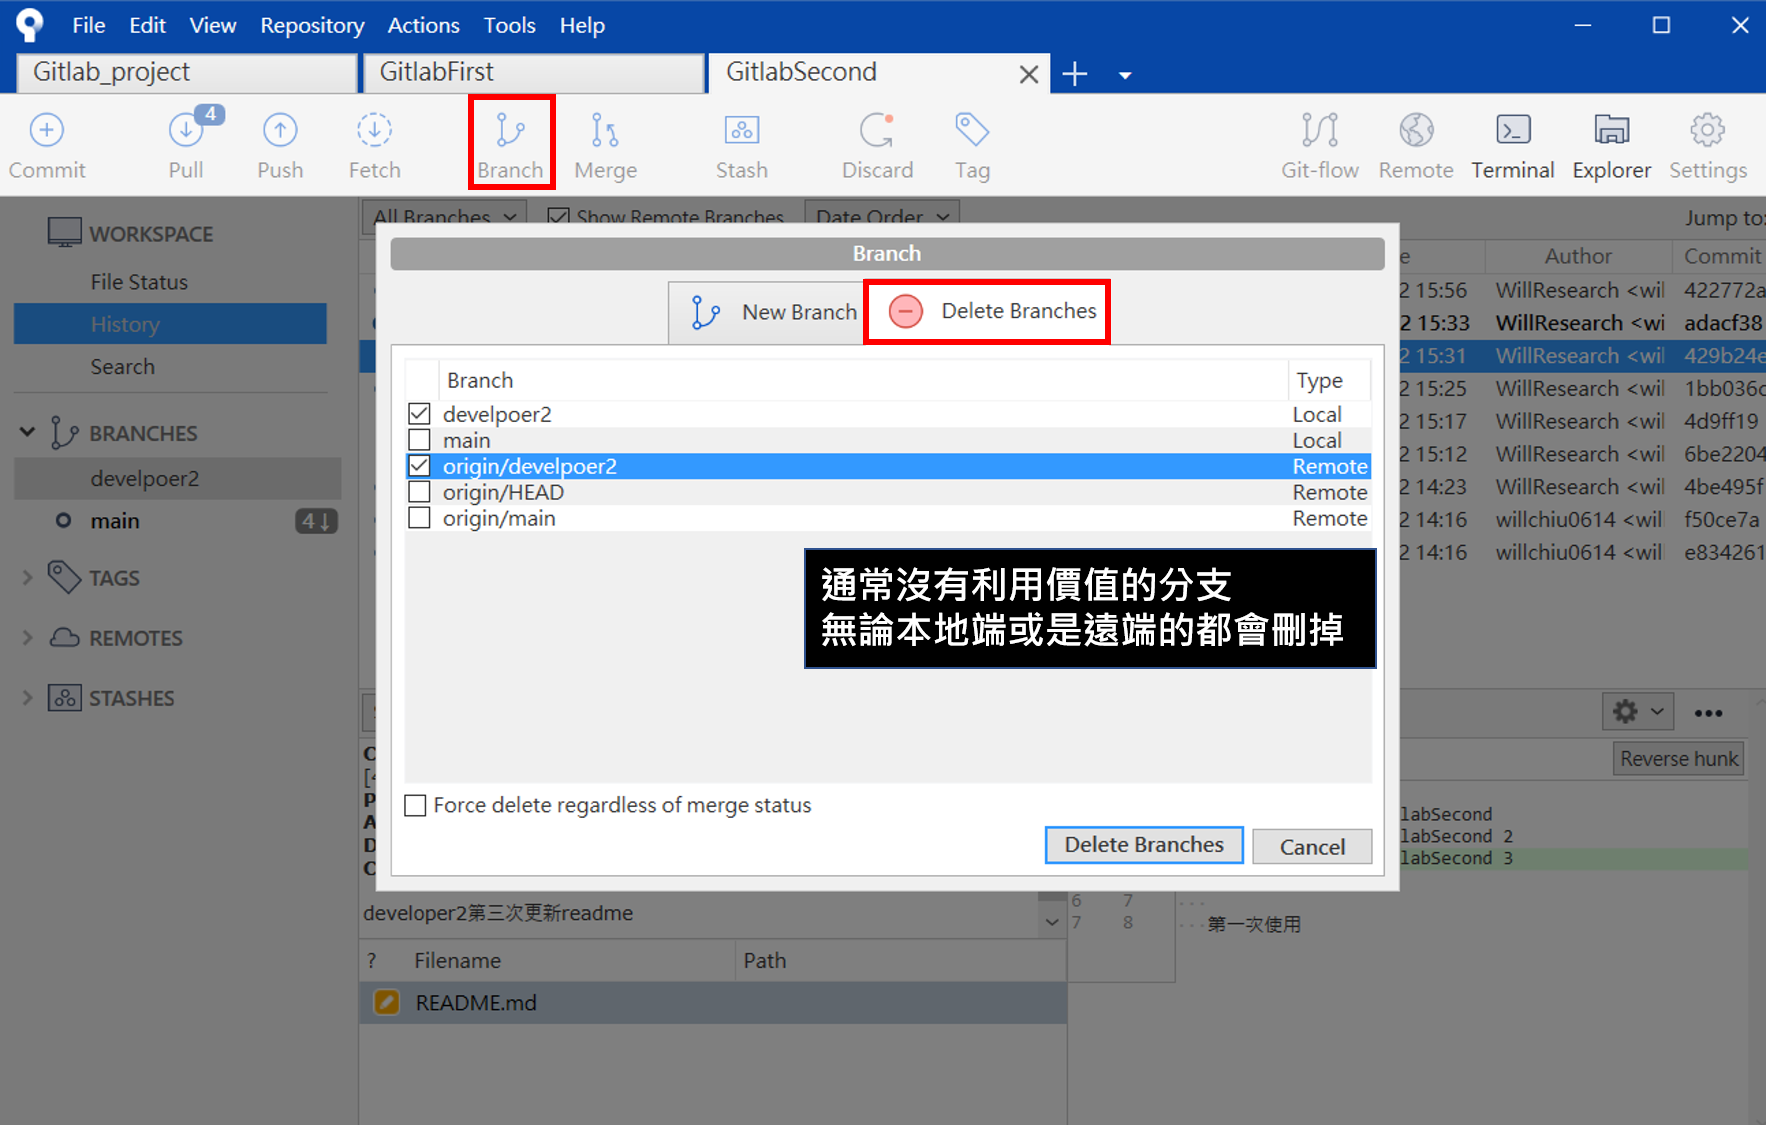 File Edit View Repository Actions Tools Help
Gitlab_project GitlabFirst GitlabSecond
4
Commit Pull Push Fetch Branch Merge Stash Discard Tag Git-flow Remote Terminal Explorer Settings
All Branches Show Remote Branches Date Order Jump to:
WORKSPACE
File Status
History
Search
BRANCHES
develpoer2
main 4↓
TAGS
REMOTES
STASHES
Branch
New Branch Delete Branches
Branch Type
develpoer2 Local
main Local
origin/develpoer2 Remote
origin/HEAD Remote
origin/main Remote
通常沒有利用價值的分支
無論本地端或是遠端的都會刪掉
Force delete regardless of merge status
Delete Branches Cancel
e Author Commit
2 15:56 WillResearch <wil 422772a
2 15:33 WillResearch <wi adacf38
2 15:31 WillResearch <wil 429b24e
2 15:25 WillResearch <wil 1bb036c
2 15:17 WillResearch <wil 4d9ff19
2 15:12 WillResearch <wil 6be2204
2 14:23 WillResearch <wil 4be495f
2 14:16 willchiu0614 <wil f50ce7a
2 14:16 willchiu0614 <wil e834261
Reverse hunk
labSecond
labSecond 2
labSecond 3
6 7 ...
7 8 ...第一次使用
developer2第三次更新readme
? Filename Path
README.md